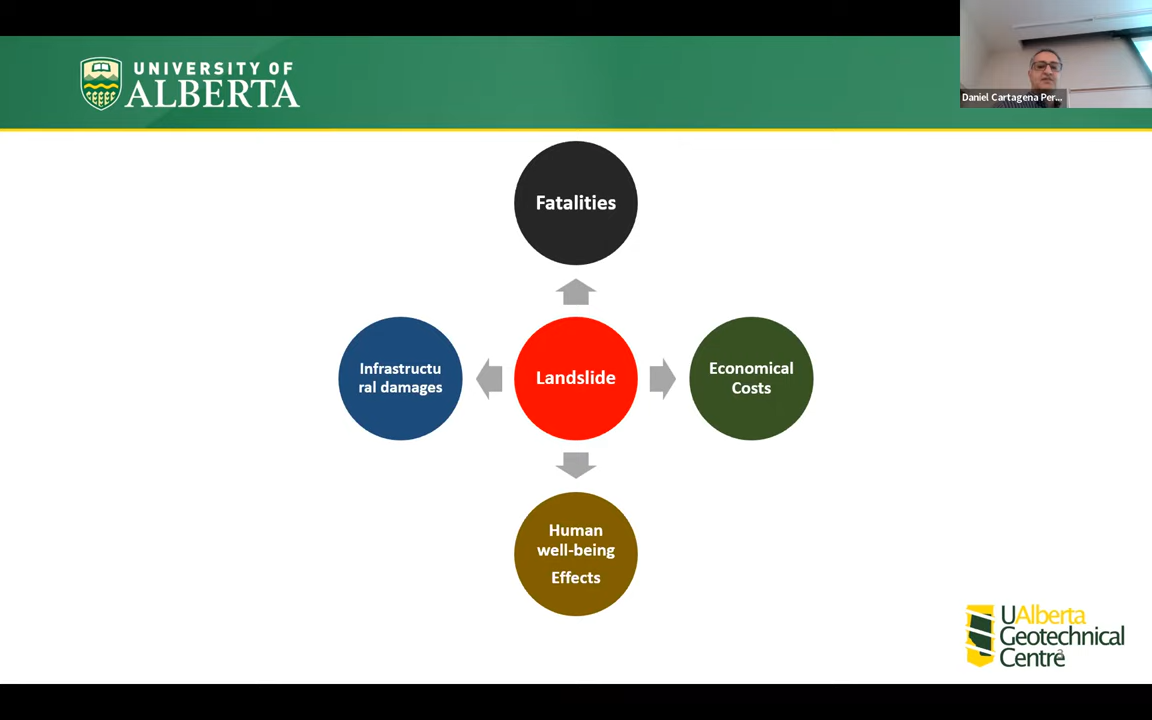 UNIVERSITY OF
ALBERTA
Daniel Cartagena Per...
Fatalities
Infrastructu
ral damages
Landslide
Economical
Costs
Human
well-being
Effects
UAlberta
Geotechnical
Centre
3